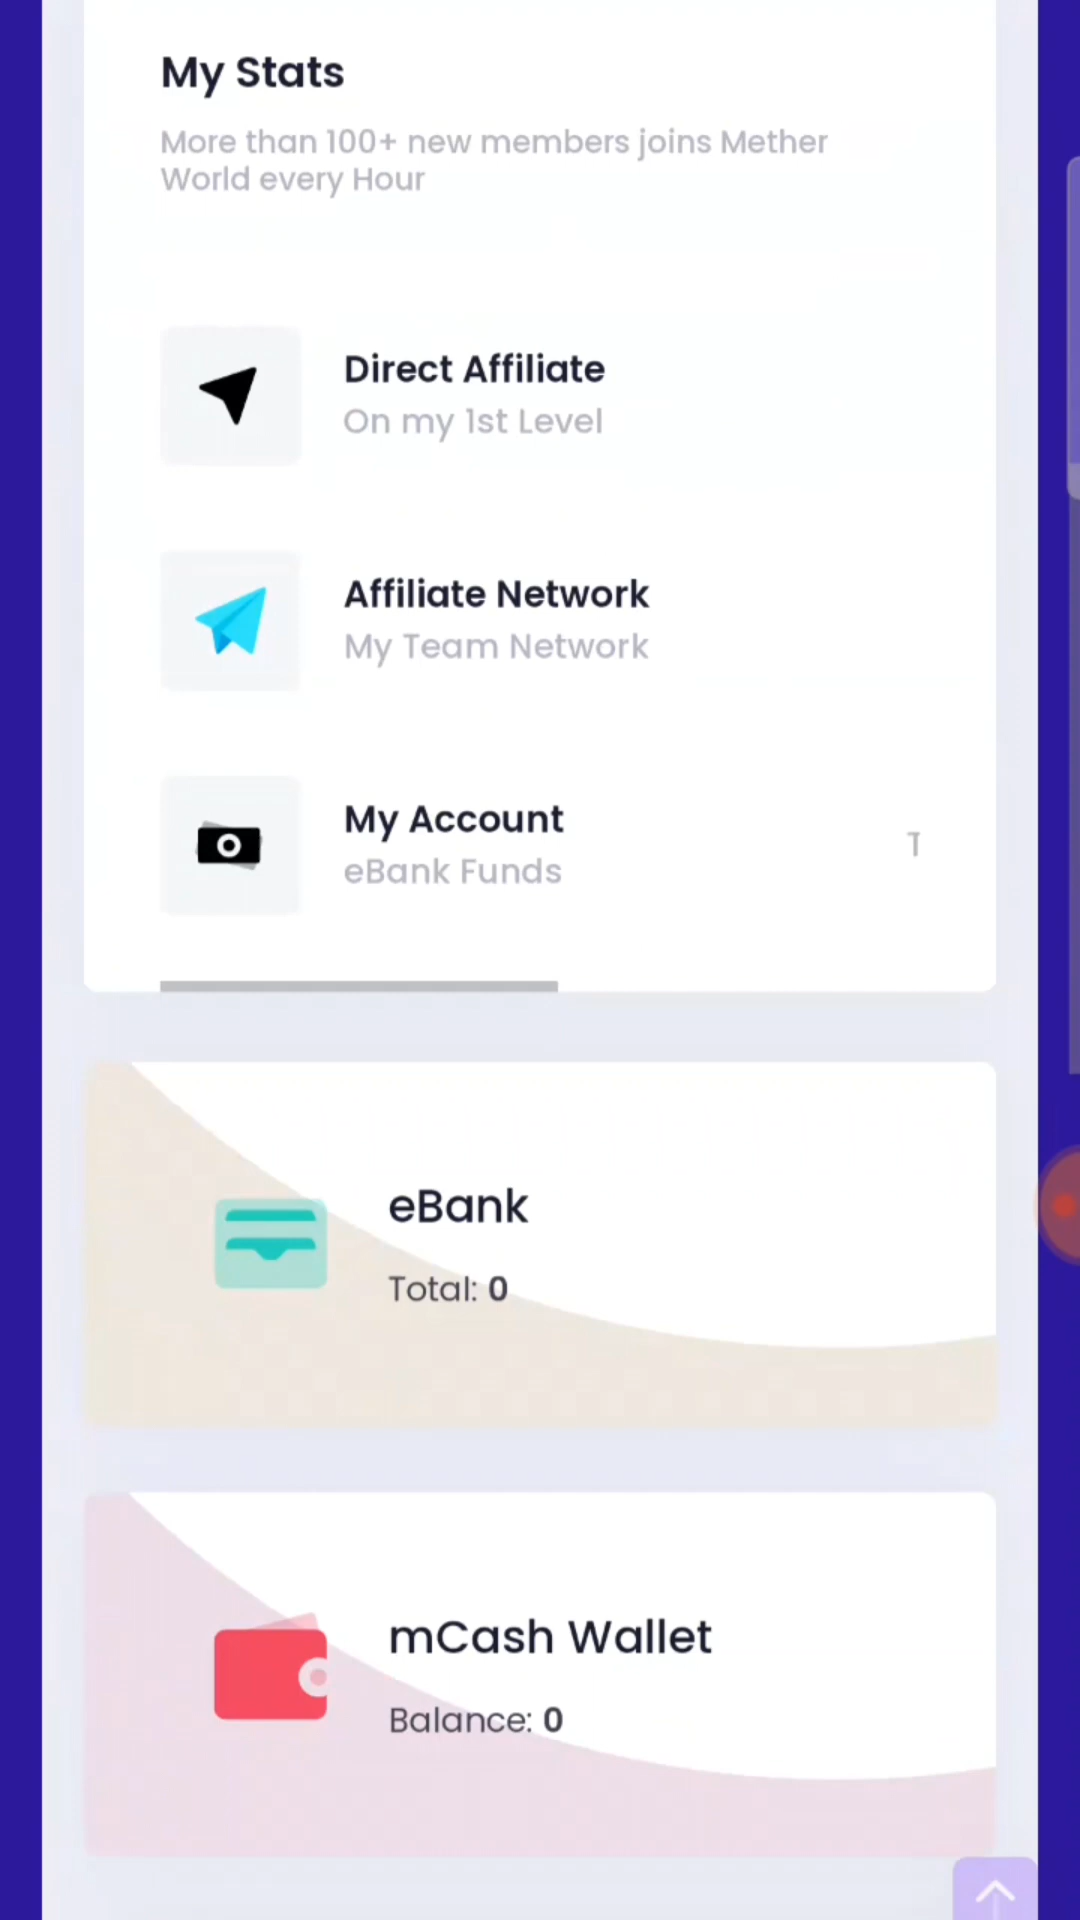 My Stats
More than 100+ new members joins Mether
World every Hour
Direct Affiliate
On my 1st Level
Affiliate Network
My Team Network
My Account
eBank Funds
T
eBank
Total: 0
mCash Wallet
Balance: 0